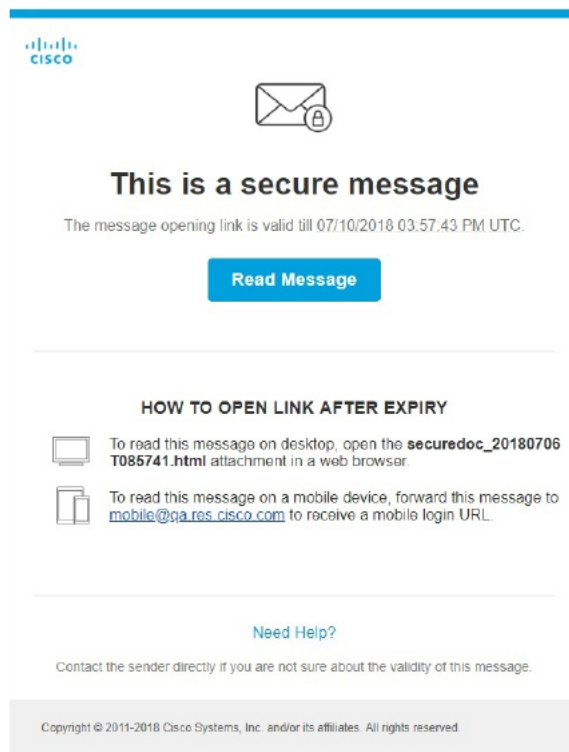 CISCO
This is a secure message
The message opening link is valid till 07/10/2018 03:57:43 PM UTC.
Read Message
HOW TO OPEN LINK AFTER EXPIRY
To read this message on desktop, open the securedoc_20180706
T085741.html attachment in a web browser.
To read this message on a mobile device, forward this message to
mobile@qa.res.cisco.com to receive a mobile login URL.
Need Help?
Contact the sender directly if you are not sure about the validity of this message.
Copyright © 2011-2018 Cisco Systems, Inc. and/or its affiliates. All rights reserved.